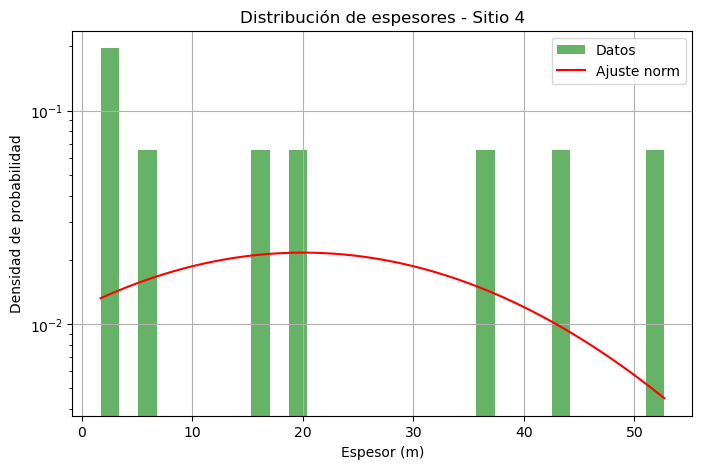 Distribución de espesores - Sitio 4
Datos
Ajuste norm
Densidad de probabilidad
10⁻¹
10⁻²
0 10 20 30 40 50
Espesor (m)